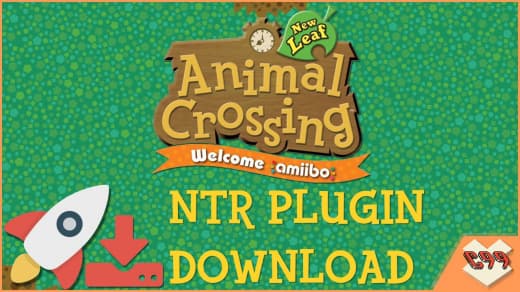 New
Leaf
Animal
Crossing
Welcome amiibo
NTR PLUGIN
DOWNLOAD